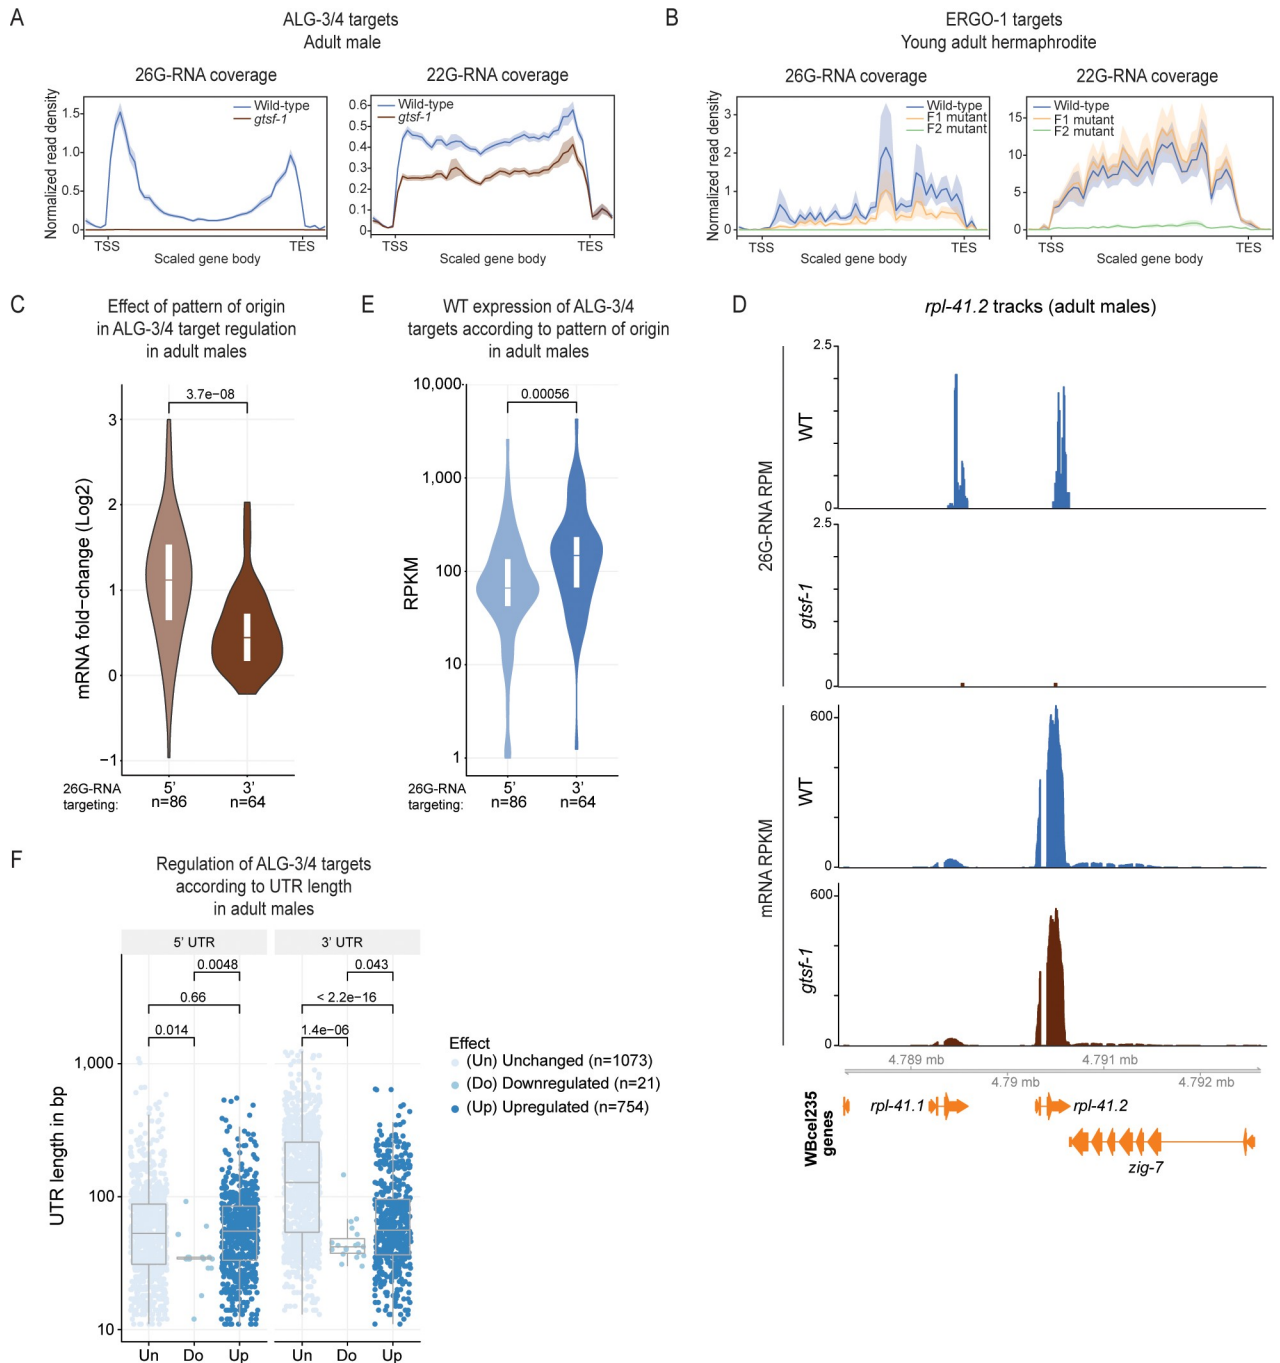 A
ALG-3/4 targets
Adult male
26G-RNA coverage
22G-RNA coverage
Normalized read density
1.5
1.0
0.5
0
Wild-type
gtsf-1
TSS
TES
Scaled gene body
0.6
0.5
0.4
0.3
0.2
0.1
0
Wild-type
gtsf-1
TSS
TES
Scaled gene body
B
ERGO-1 targets
Young adult hermaphrodite
26G-RNA coverage
22G-RNA coverage
Normalized read density
3
2
1
0
Wild-type
F1 mutant
F2 mutant
TSS
TES
Scaled gene body
15
10
5
0
Wild-type
F1 mutant
F2 mutant
TSS
TES
Scaled gene body
C
Effect of pattern of origin
in ALG-3/4 target regulation
in adult males
mRNA fold−change (Log2)
3.7e−08
3
2
1
0
−1
26G-RNA
targeting:
5'
n=86
3'
n=64
E
WT expression of ALG-3/4
targets according to pattern of origin
in adult males
RPKM
0.00056
10,000
1,000
100
10
1
26G-RNA
targeting:
5'
n=86
3'
n=64
D
rpl-41.2 tracks (adult males)
26G-RNA RPM
WT
2.5
0
gtsf-1
2.5
0
mRNA RPKM
WT
600
0
gtsf-1
600
0
4.789 mb
4.791 mb
4.79 mb
4.792 mb
WBcel235
genes
rpl-41.1
rpl-41.2
zig-7
F
Regulation of ALG-3/4 targets
according to UTR length
in adult males
5' UTR
3' UTR
0.0048
0.66
0.014
0.043
< 2.2e−16
1.4e−06
UTR length in bp
1,000
100
10
Un
Do
Up
Un
Do
Up
Effect
(Un) Unchanged (n=1073)
(Do) Downregulated (n=21)
(Up) Upregulated (n=754)